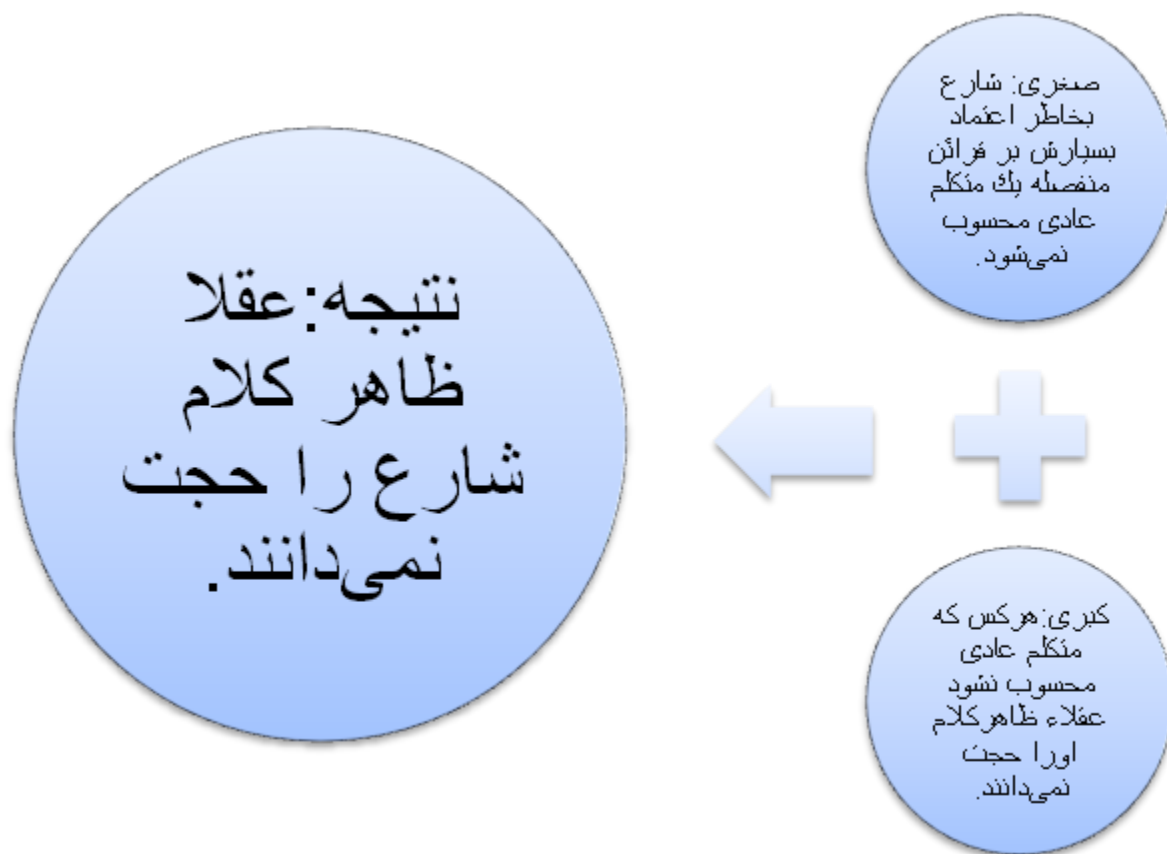 صغری: شارع
بخاطر اعتماد
بسیارش بر قرائن
منفصله یك متکلم
عادی محسوب
نمی‌شود.
کبری:هرکس که
متکلم عادی
محسوب نشود
عقلاء ظاهرکلام
اورا حجت
نمی‌دانند.
نتیجه:عقلا
ظاهر کلام
شارع را حجت
نمی‌دانند.